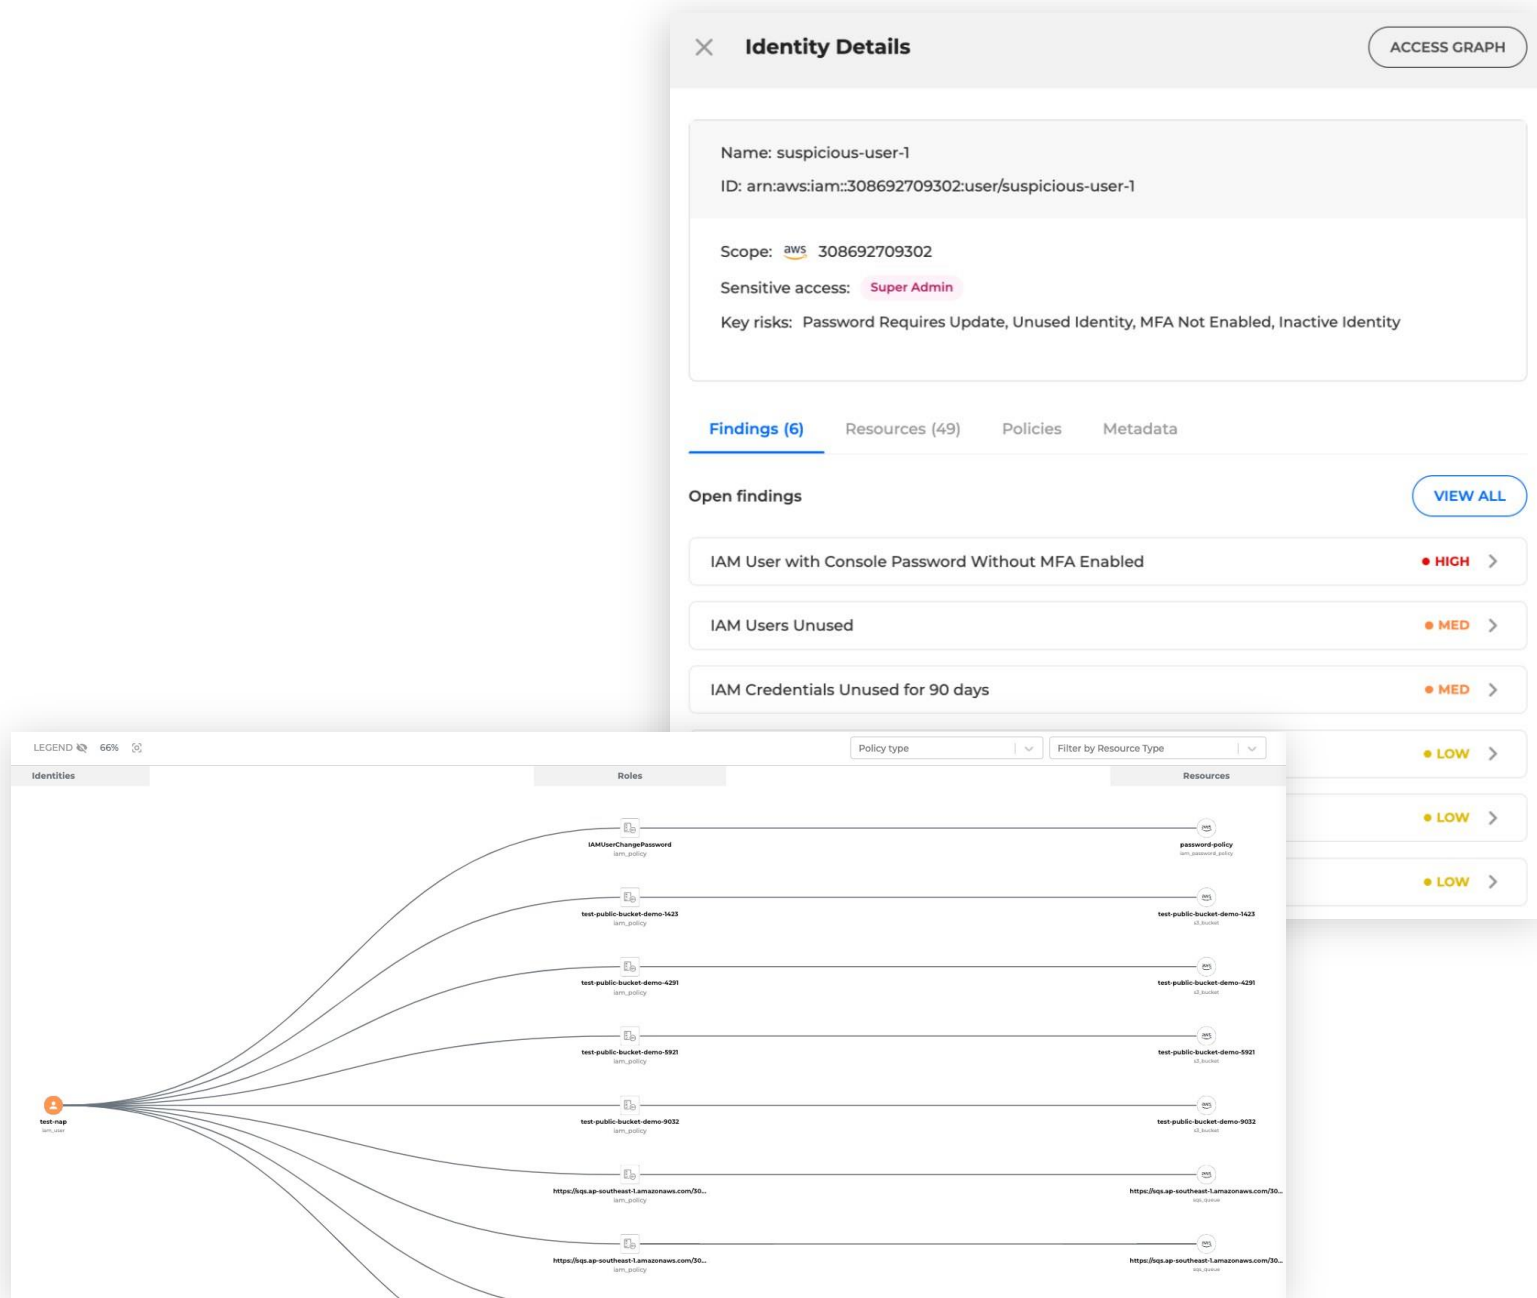 Identity Details
ACCESS GRAPH
Name: suspicious-user-1
ID: arn:aws:iam::308692709302:user/suspicious-user-1
Scope: aws 308692709302
Sensitive access: Super Admin
Key risks: Password Requires Update, Unused Identity, MFA Not Enabled, Inactive Identity
Findings (6) Resources (49) Policies Metadata
Open findings
VIEW ALL
IAM User with Console Password Without MFA Enabled HIGH
IAM Users Unused MED
IAM Credentials Unused for 90 days MED
LOW
LOW
LOW
LEGEND 66% Policy type Filter by Resource Type
Identities Roles Resources
aws
IAMUserChangePassword password-policy
iam_policy iam_password_policy
aws
test-public-bucket-demo-1423 test-public-bucket-demo-1423
iam_policy s3_bucket
aws
test-public-bucket-demo-4291 test-public-bucket-demo-4291
iam_policy s3_bucket
aws
test-public-bucket-demo-5921 test-public-bucket-demo-5921
iam_policy s3_bucket
aws
test-nap test-public-bucket-demo-9032 test-public-bucket-demo-9032
iam_user iam_policy s3_bucket
aws
https://sqs.ap-southeast-1.amazonaws.com/30... https://sqs.ap-southeast-1.amazonaws.com/30...
iam_policy sqs_queue
aws
https://sqs.ap-southeast-1.amazonaws.com/30... https://sqs.ap-southeast-1.amazonaws.com/30...
iam_policy sqs_queue